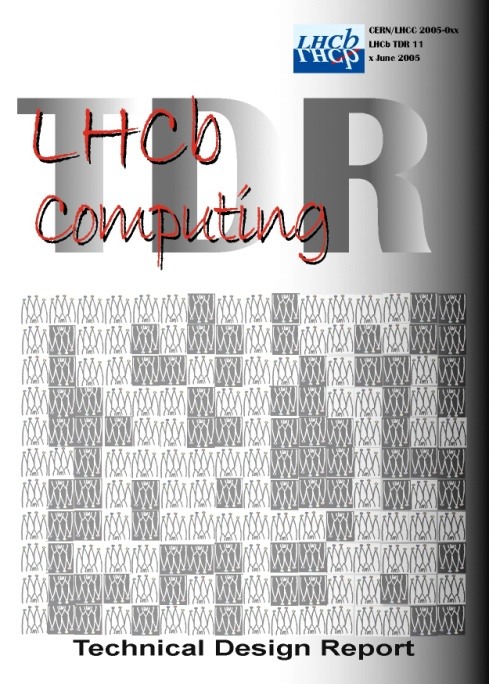 LHCb
CERN/LHCC 2005-0xx
LHCb TDR 11
x June 2005
TDR
LHCb
Computing
Technical Design Report